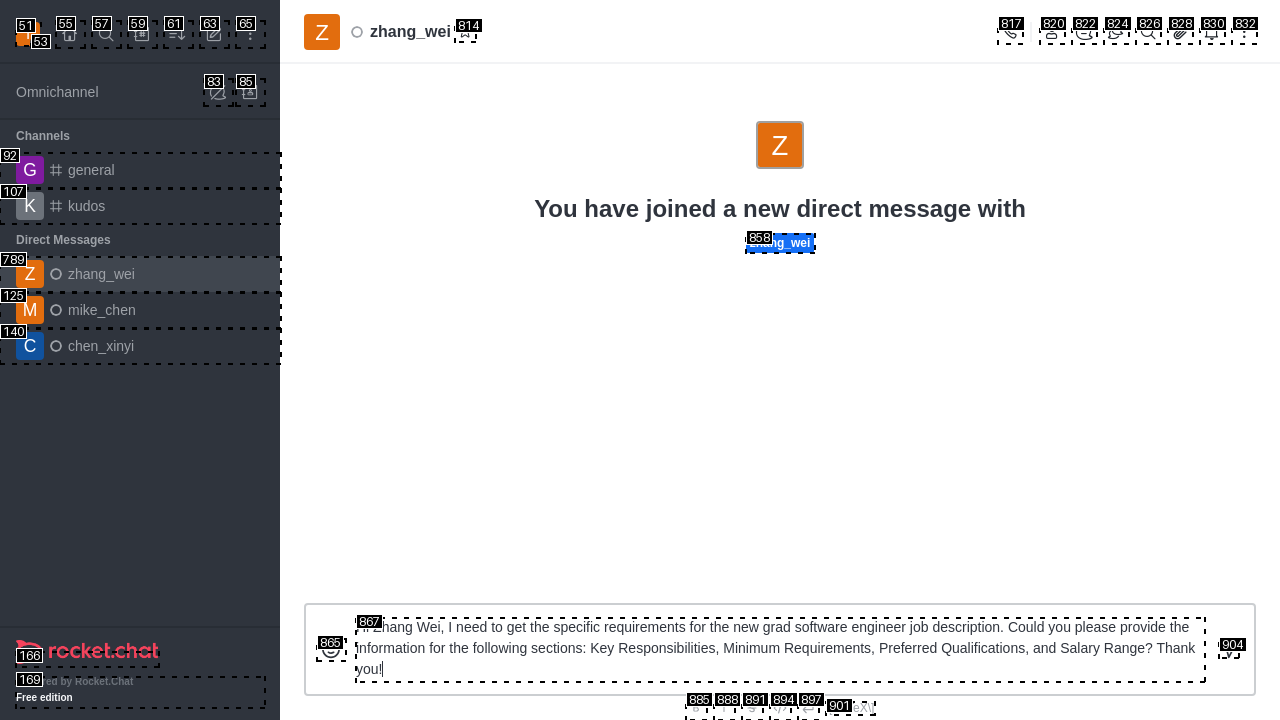 51
53
55
57
59
61
63
65
Z
zhang_wei
814
817
820
822
824
826
828
830
832
Omnichannel
83
85
Channels
92
G
general
107
K
kudos
Direct Messages
789
Z
zhang_wei
125
M
mike_chen
140
C
chen_xinyi
Z
You have joined a new direct message with
858
865
867
Zhang Wei, I need to get the specific requirements for the new grad software engineer job description. Could you please provide the
information for the following sections: Key Responsibilities, Minimum Requirements, Preferred Qualifications, and Salary Range? Thank
you!
904
885
888
891
894
897
901
rocket.chat
166
169
by Rocket.Chat
Free edition